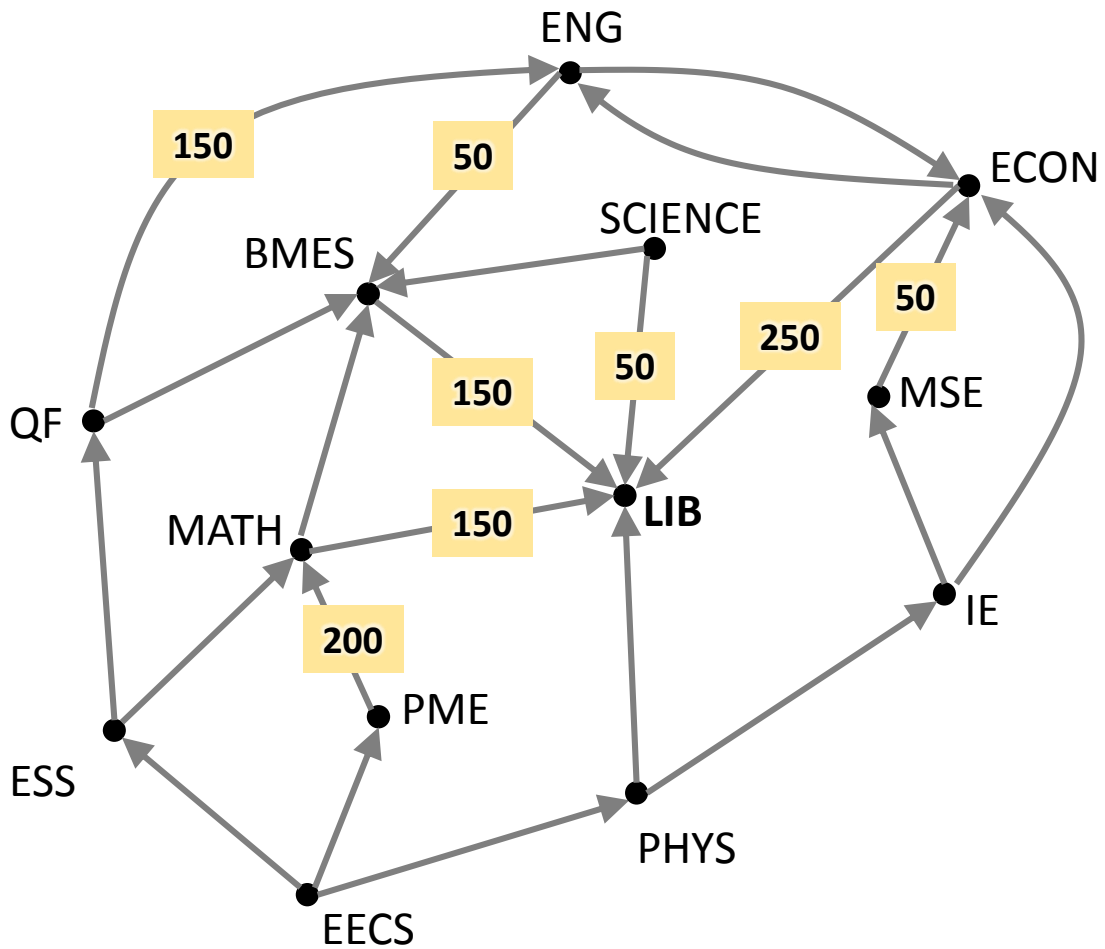 ENG
150
50
ECON
SCIENCE
BMES
50
250
50
150
MSE
QF
LIB
MATH
150
IE
200
PME
ESS
PHYS
EECS